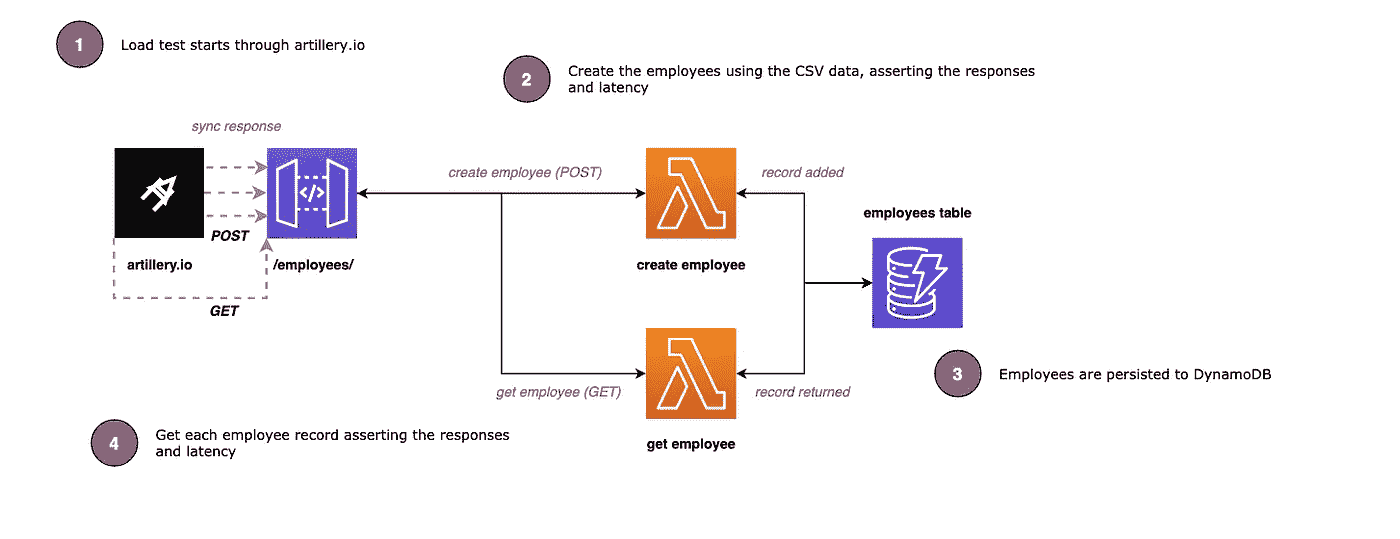 1
Load test starts through artillery.io
2
Create the employees using the CSV data, asserting the responses
and latency
sync response
create employee (POST)
record added
</>
employees table
POST
artillery.io
/employees/
create employee
GET
3
Employees are persisted to DynamoDB
get employee (GET)
record returned
4
Get each employee record asserting the responses
and latency
get employee